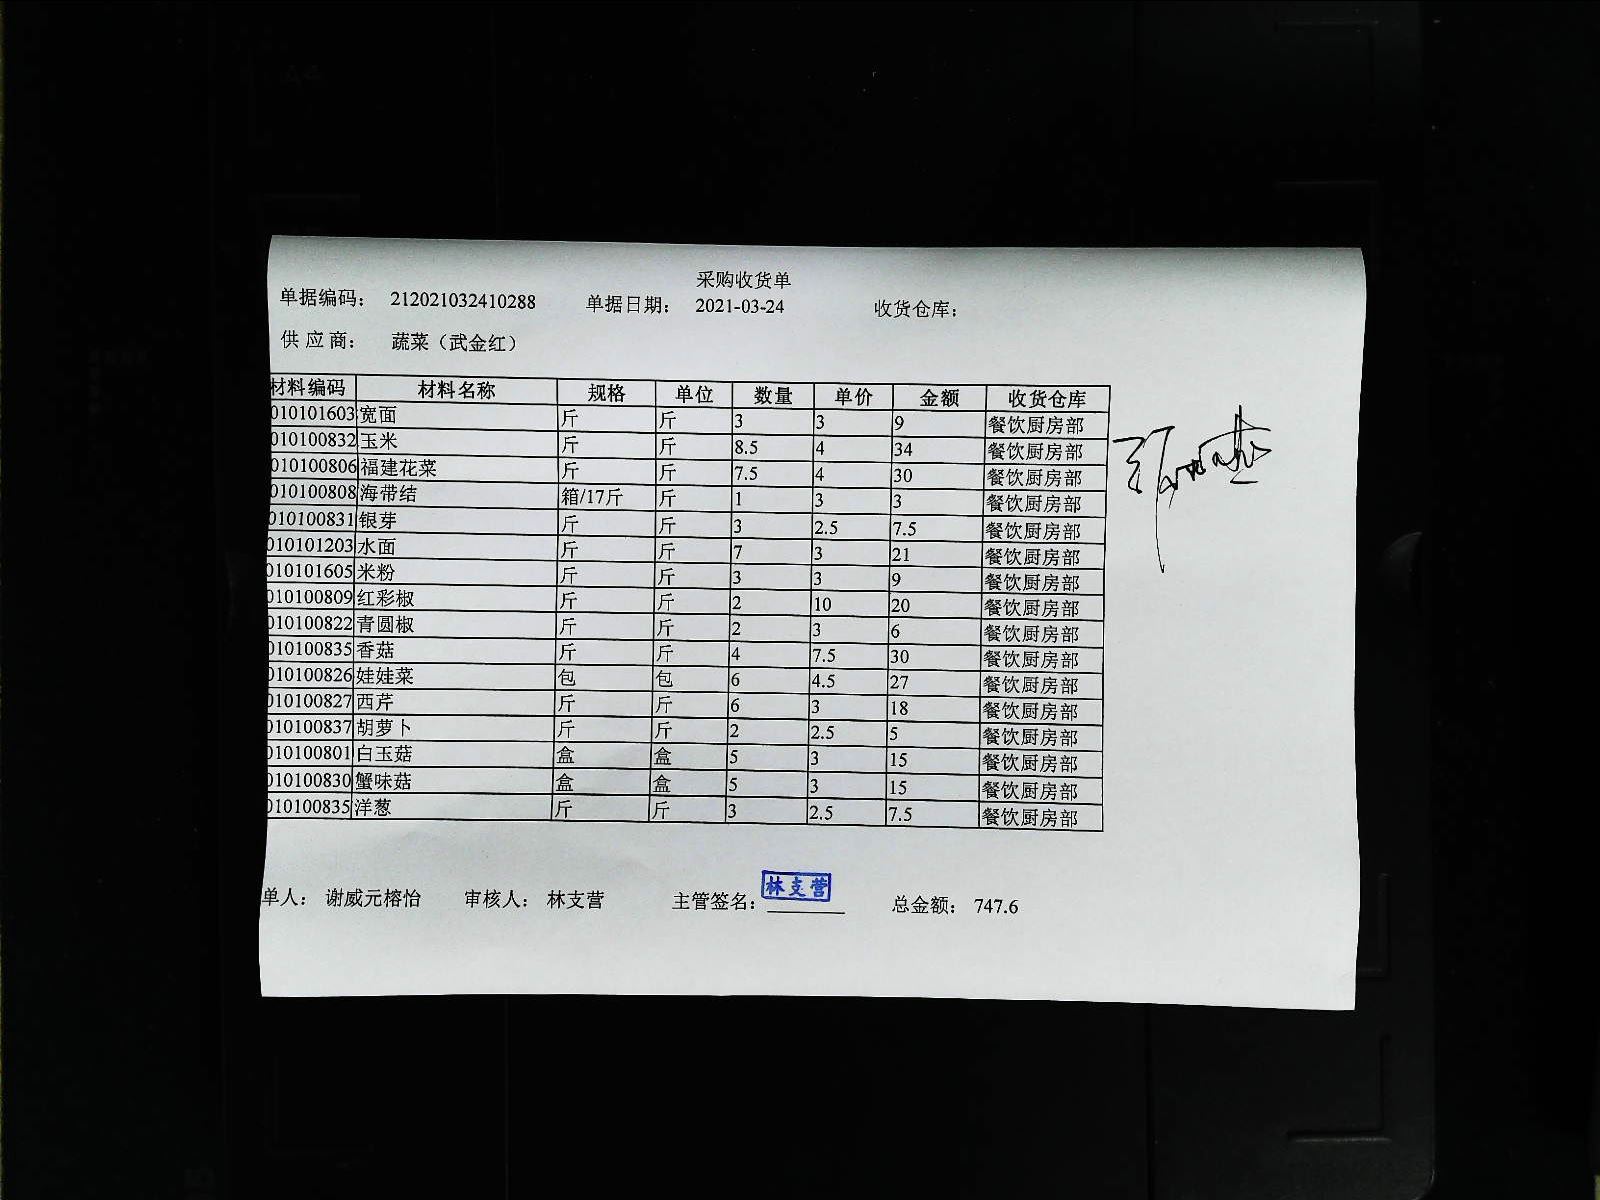 采购收货单
单据编码： 212021032410288 单据日期： 2021-03-24 收货仓库：
供 应 商： 蔬菜（武金红）
材料编码 材料名称 规格 单位 数量 单价 金额 收货仓库
010101603 宽面 斤 斤 3 3 9 餐饮厨房部
010100832 玉米 斤 斤 8.5 4 34 餐饮厨房部
010100806 福建花菜 斤 斤 7.5 4 30 餐饮厨房部
010100808 海带结 箱/17斤 斤 1 3 3 餐饮厨房部
010100831 银芽 斤 斤 3 2.5 7.5 餐饮厨房部
010101203 水面 斤 斤 7 3 21 餐饮厨房部
010101605 米粉 斤 斤 3 3 9 餐饮厨房部
010100809 红彩椒 斤 斤 2 10 20 餐饮厨房部
010100822 青圆椒 斤 斤 2 3 6 餐饮厨房部
010100835 香菇 斤 斤 4 7.5 30 餐饮厨房部
010100826 娃娃菜 包 包 6 4.5 27 餐饮厨房部
010100827 西芹 斤 斤 6 3 18 餐饮厨房部
010100837 胡萝卜 斤 斤 2 2.5 5 餐饮厨房部
010100801 白玉菇 盒 盒 5 3 15 餐饮厨房部
010100830 蟹味菇 盒 盒 5 3 15 餐饮厨房部
010100835 洋葱 斤 斤 3 2.5 7.5 餐饮厨房部
单人： 谢威元榕怡 审核人： 林支营 主管签名： 林支营 总金额： 747.6